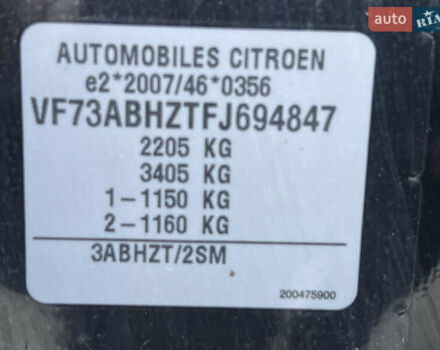 auto RIA
AUTOMOBILES CITROEN
e2*2007/46*0356
VF73ABHZTFJ694847
2205 KG
3405 KG
1-1150 KG
2-1160 KG
3ABHZT/2SM
200475900